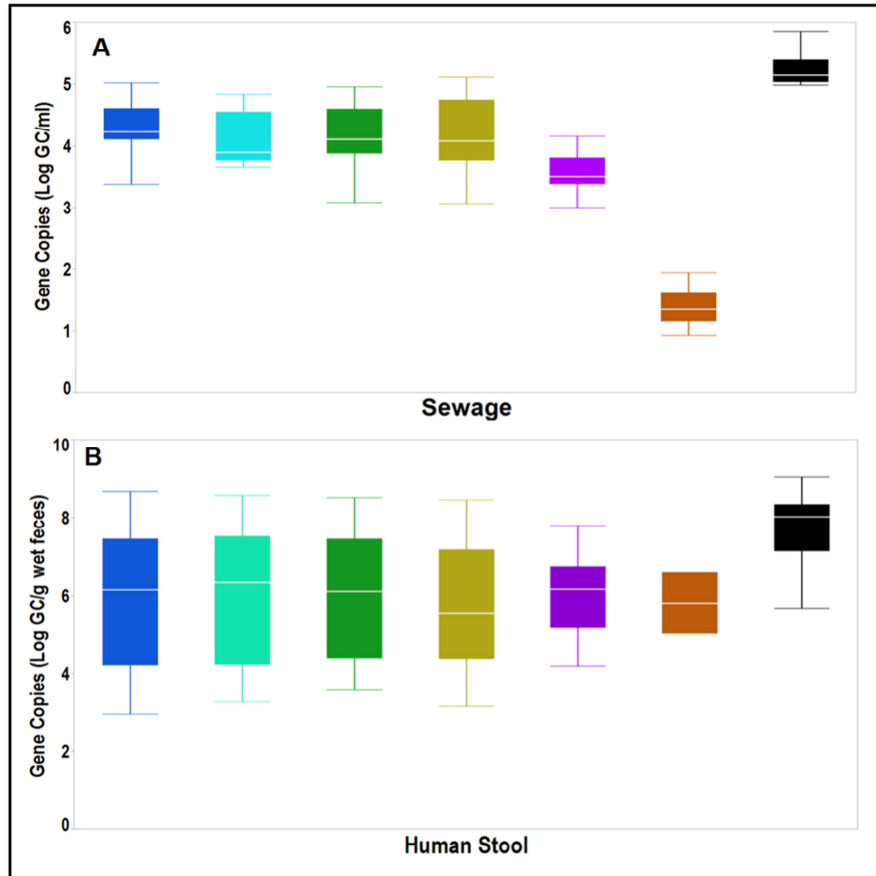 A
Gene Copies (Log GC/ml)
6
5
4
3
2
1
0
Sewage
B
Gene Copies (Log GC/g wet feces)
10
8
6
4
2
0
Human Stool